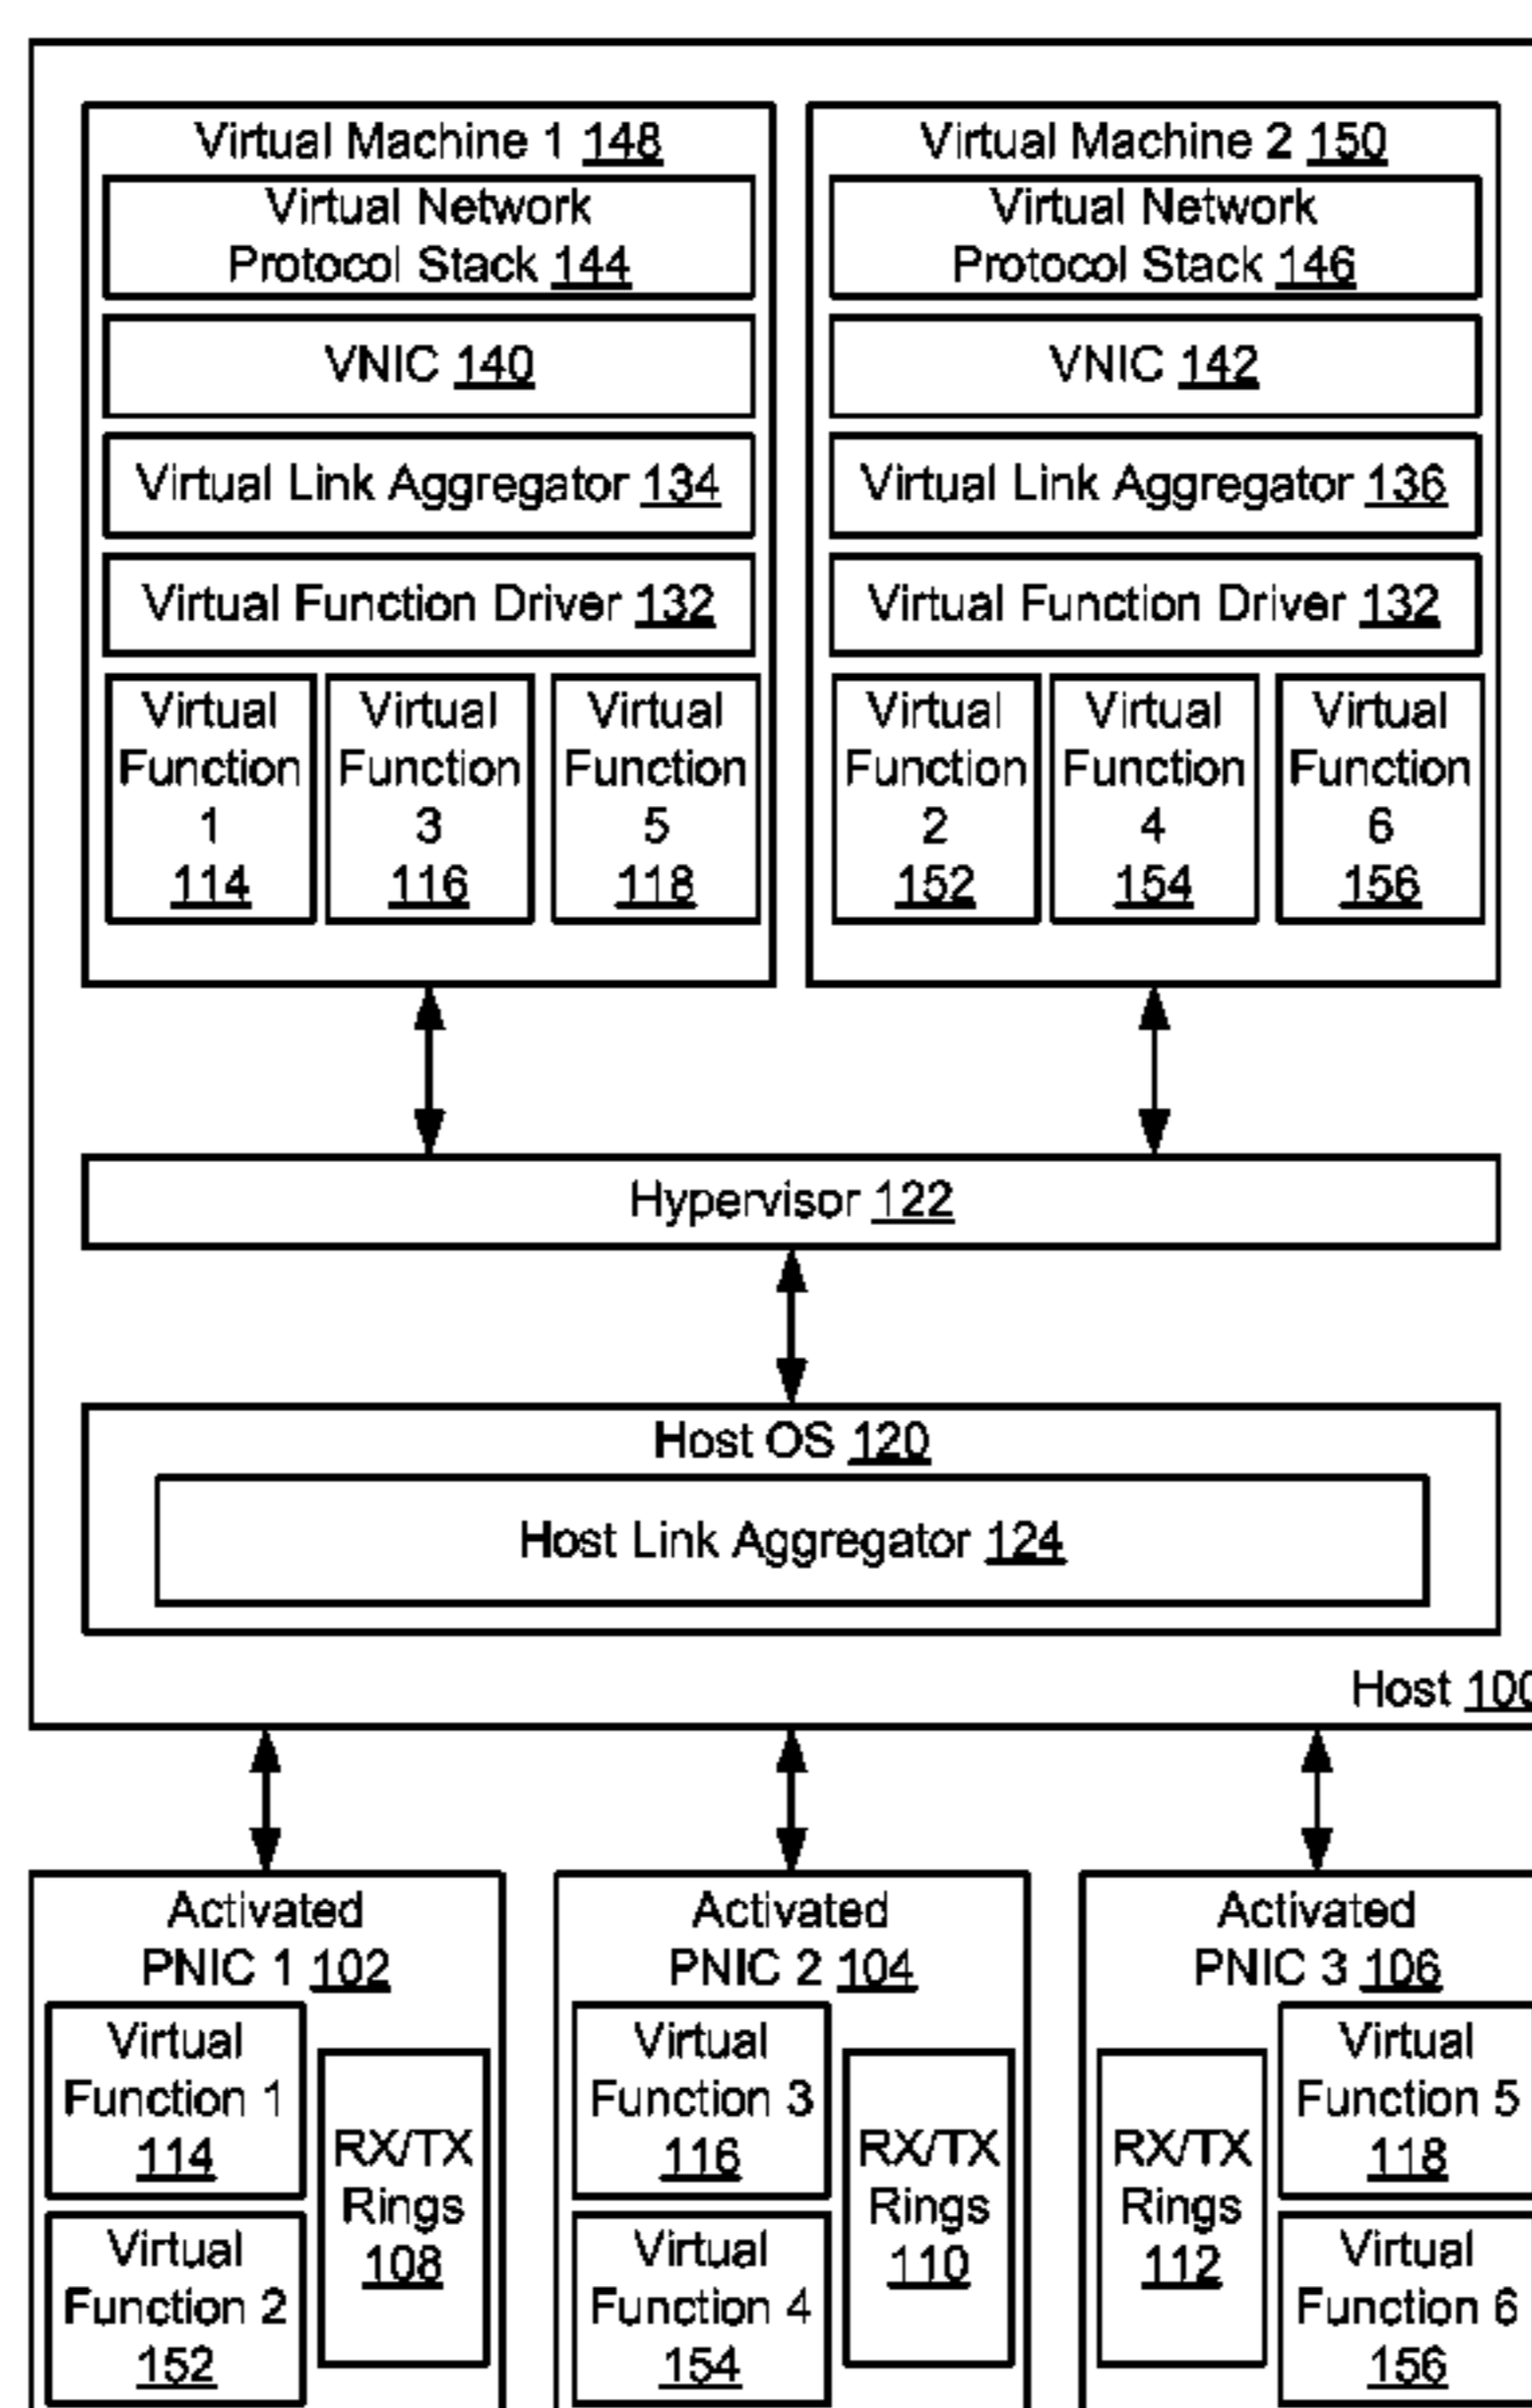 Virtual Machine 1 148
Virtual Network
Protocol Stack 144
VNIC 140
Virtual Link Aggregator 134
Virtual Function Driver 132
Virtual
Function
1
114
Virtual
Function
3
116
Virtual
Function
5
118
Virtual Machine 2 150
Virtual Network
Protocol Stack 146
VNIC 142
Virtual Link Aggregator 136
Virtual Function Driver 132
Virtual
Function
2
152
Virtual
Function
4
154
Virtual
Function
6
156
Hypervisor 122
Host OS 120
Host Link Aggregator 124
Host 100
Activated
PNIC 1 102
Virtual
Function 1
114
Virtual
Function 2
152
RX/TX
Rings
108
Activated
PNIC 2 104
Virtual
Function 3
116
Virtual
Function 4
154
RX/TX
Rings
110
Activated
PNIC 3 106
RX/TX
Rings
112
Virtual
Function 5
118
Virtual
Function 6
156